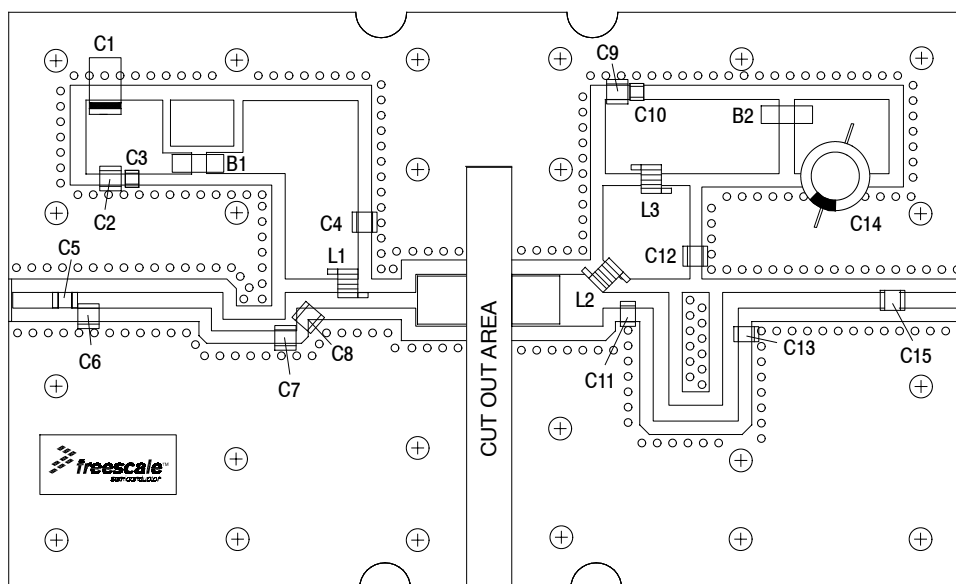 C1
C9
C10
B2
C3
B1
C2
C4
L3
C14
C5
L1
C12
L2
C6
C7
C8
C11
C13
C15
CUT OUT AREA
freescale™
semiconductor